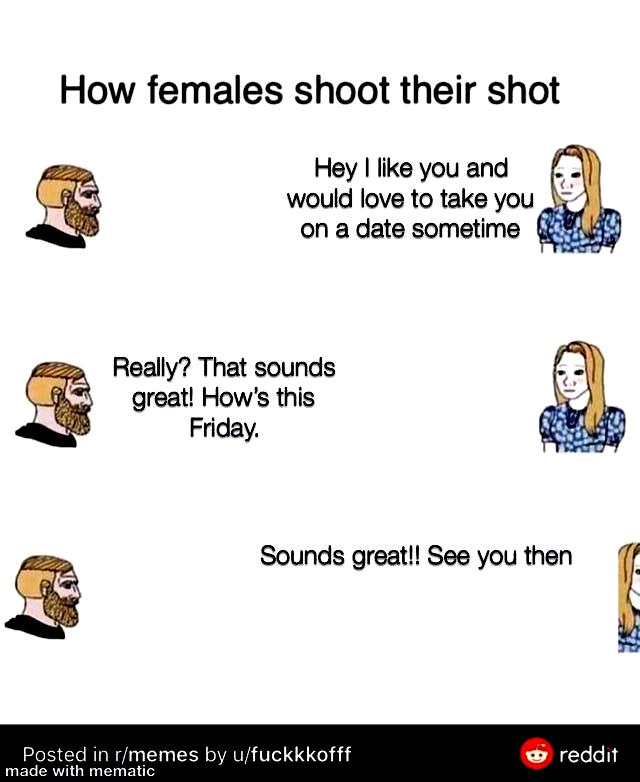 How females shoot their shot
Hey I like you and
would love to take you
on a date sometime
Really? That sounds
great! How's this
Friday.
Sounds great!! See you then
Posted in r/memes by u/fuckkkofff
reddit
made with mematic